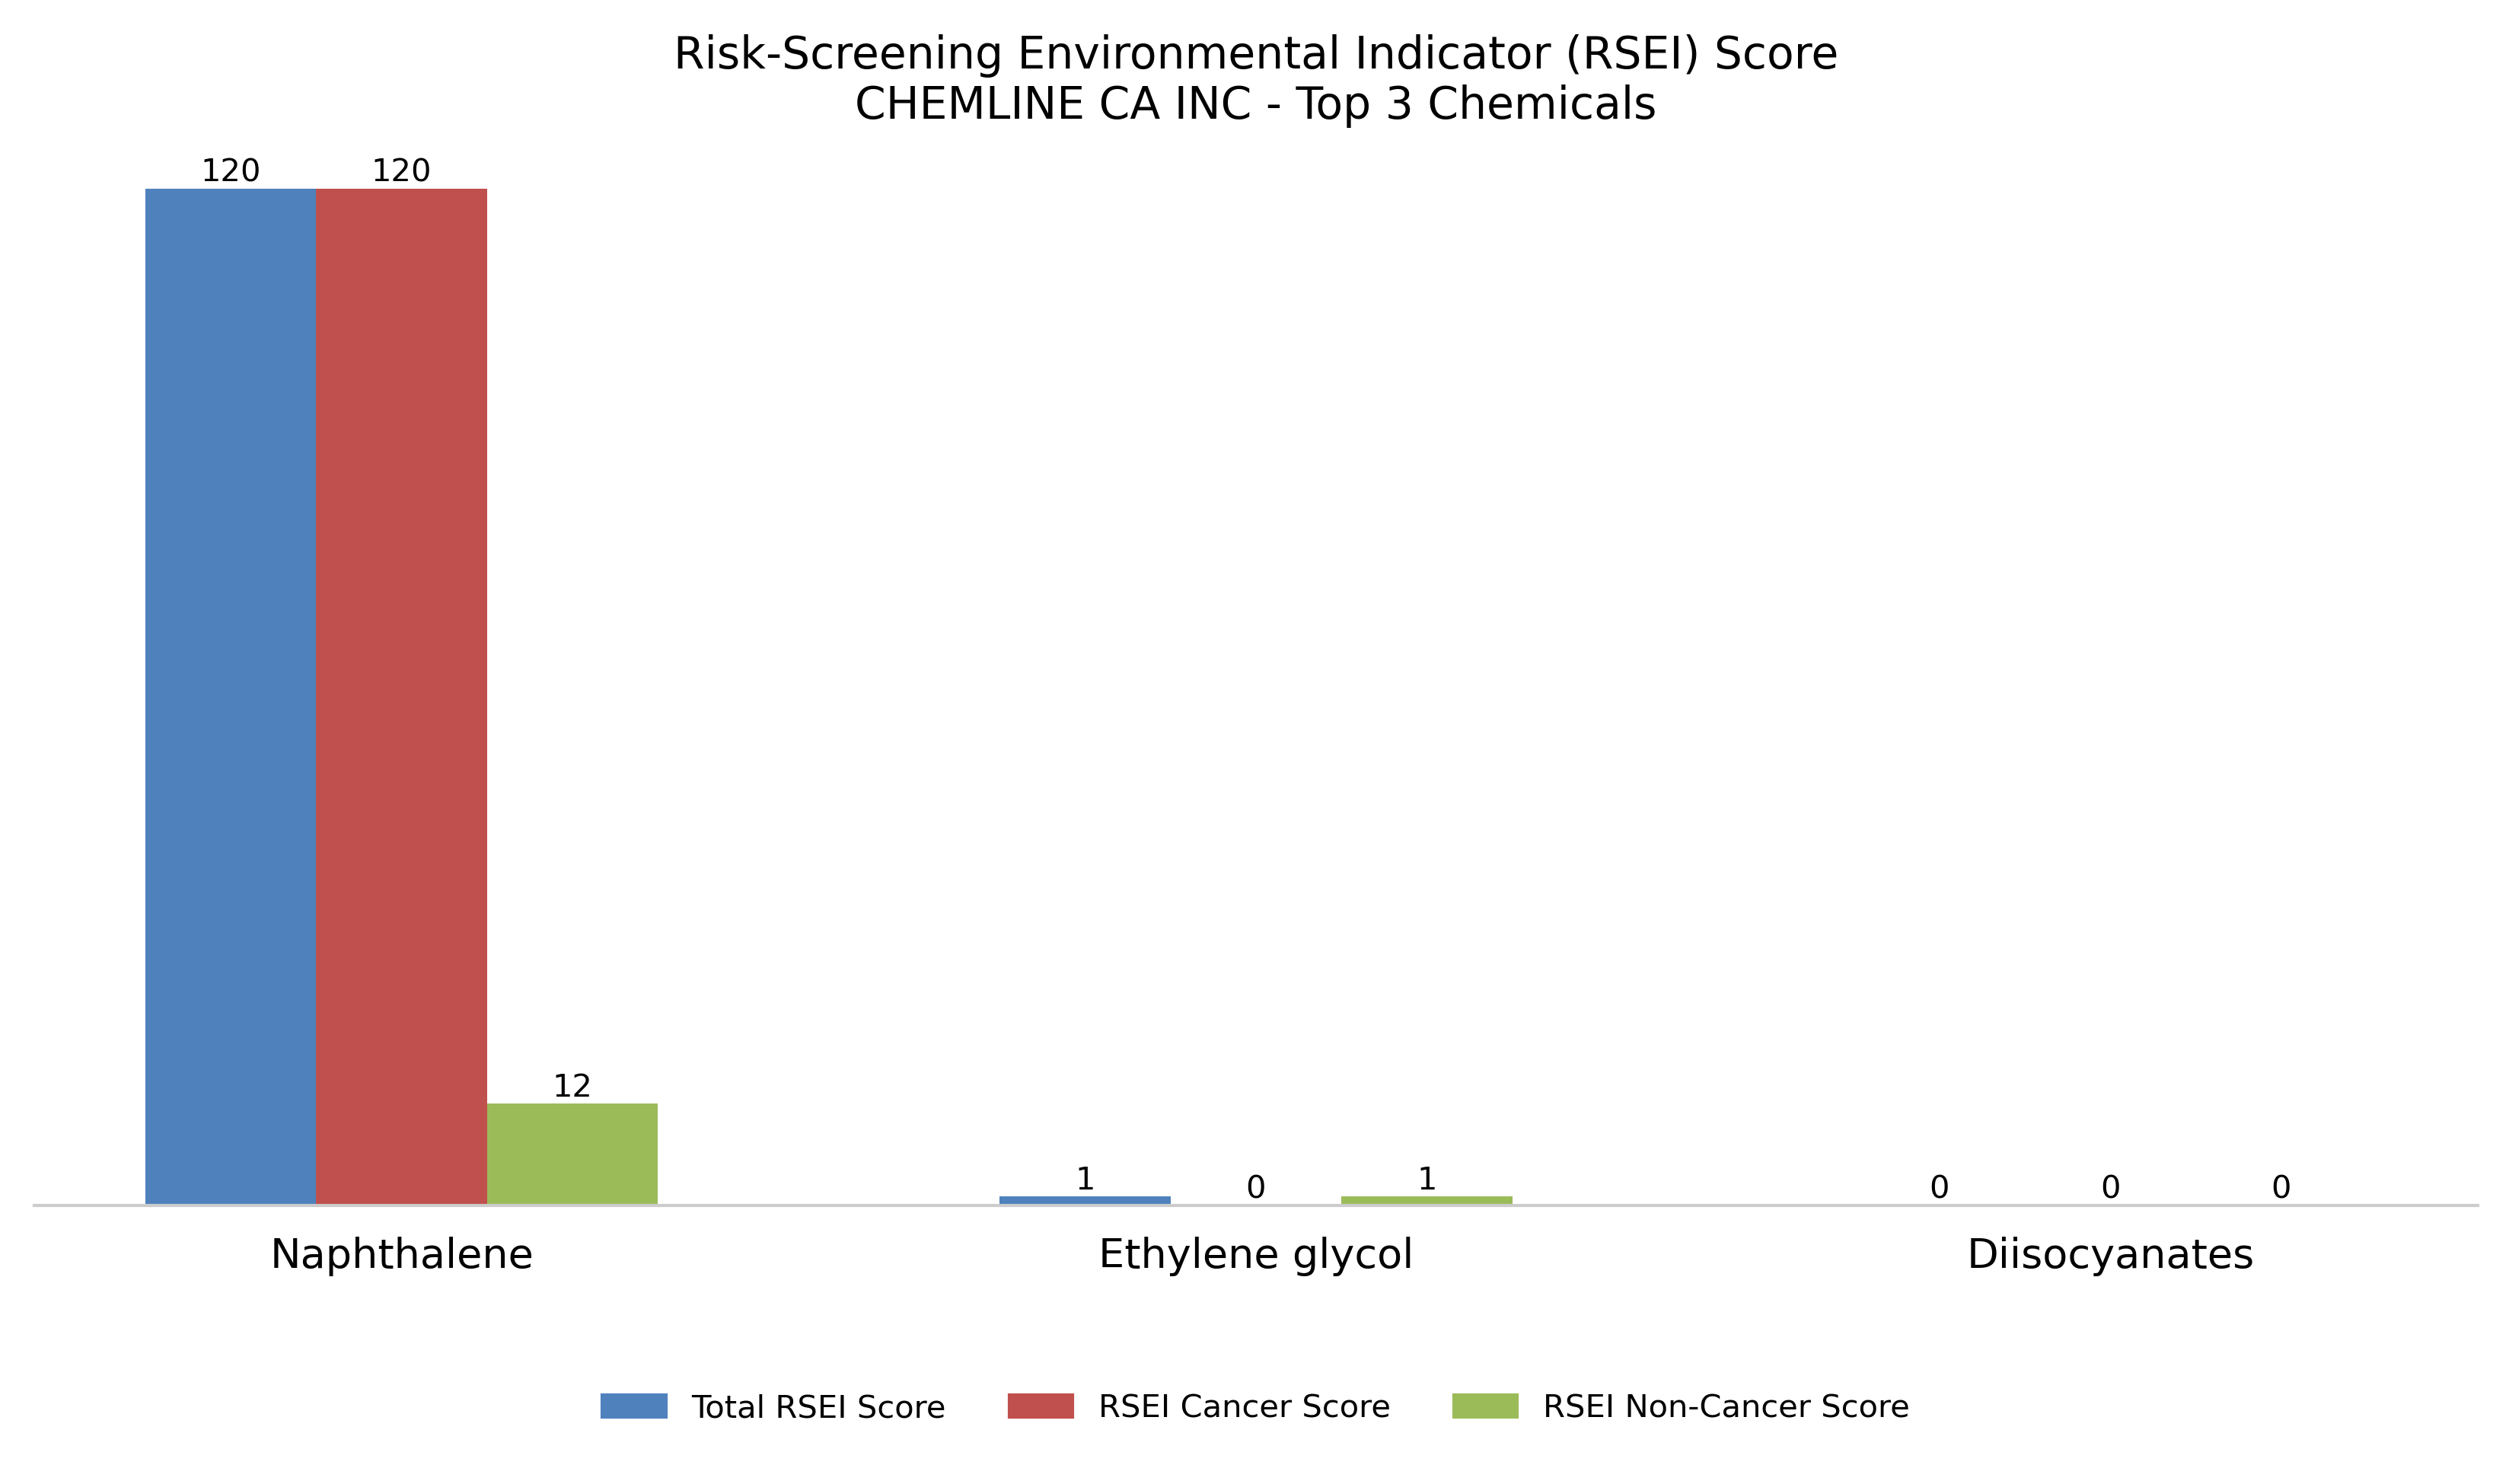 Risk-Screening Environmental Indicator (RSEI) Score
CHEMLINE CA INC - Top 3 Chemicals
120 120
12
1 0 1
0 0 0
Naphthalene Ethylene glycol Diisocyanates
Total RSEI Score RSEI Cancer Score RSEI Non-Cancer Score